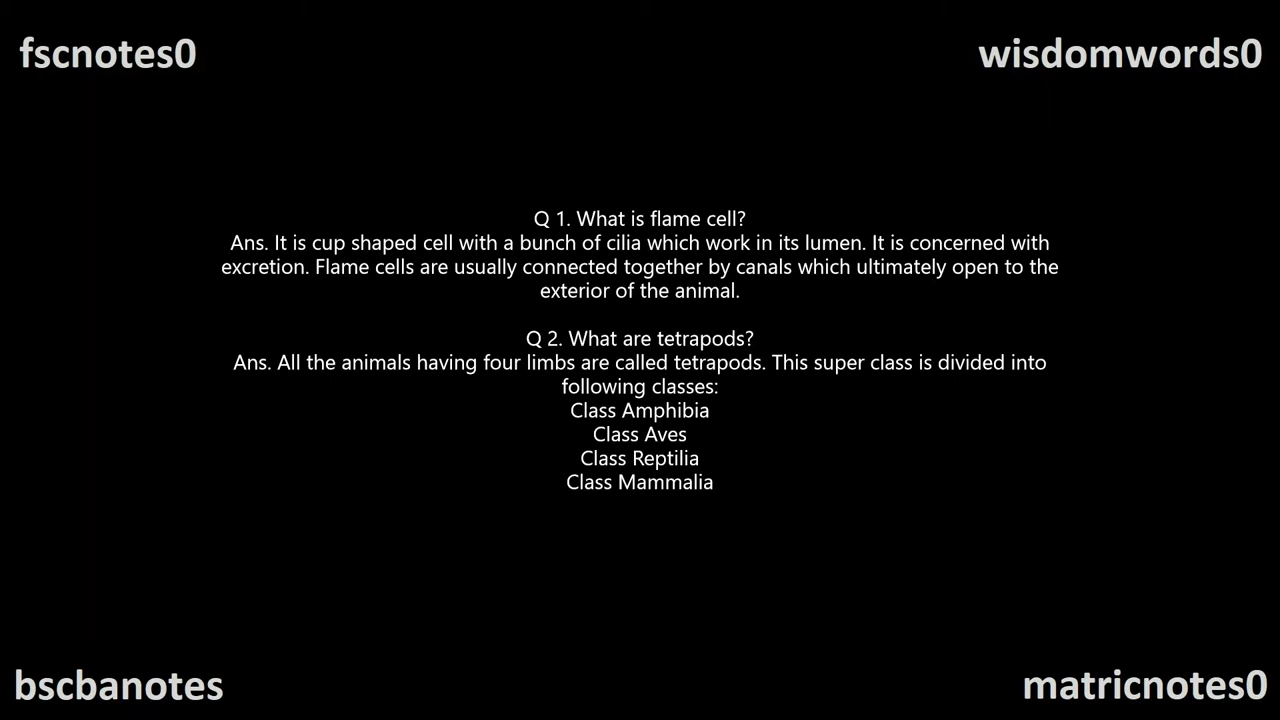 fscnotes0
wisdomwords0
Q 1. What is flame cell?
Ans. It is cup shaped cell with a bunch of cilia which work in its lumen. It is concerned with
excretion. Flame cells are usually connected together by canals which ultimately open to the
exterior of the animal.
Q 2. What are tetrapods?
Ans. All the animals having four limbs are called tetrapods. This super class is divided into
following classes:
Class Amphibia
Class Aves
Class Reptilia
Class Mammalia
bscbanotes
matricnotes0